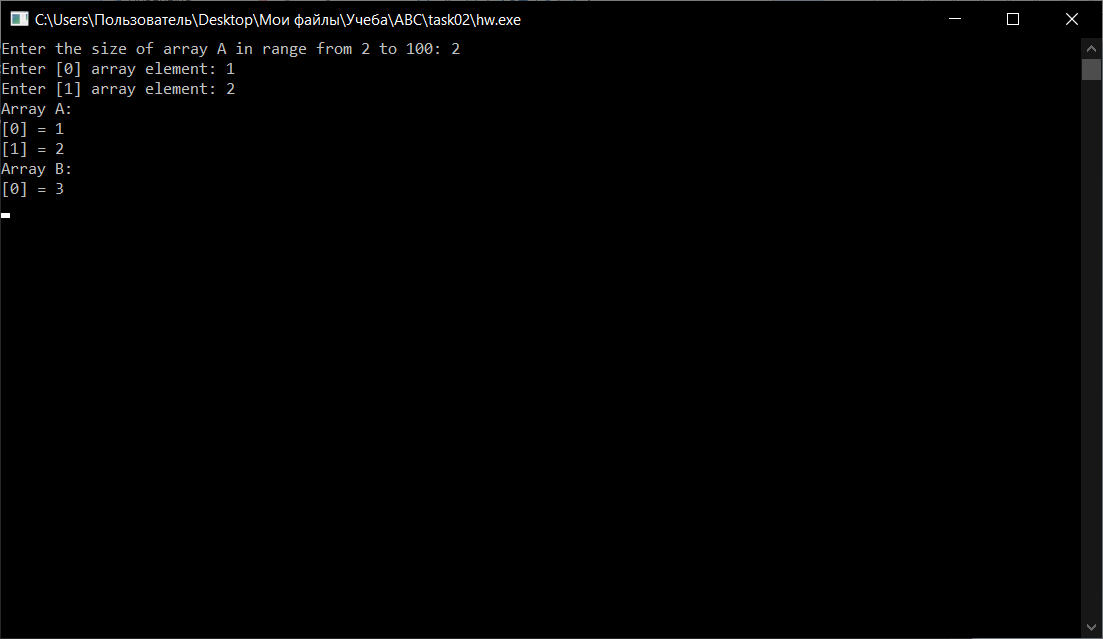 C:\Users\Пользователь\Desktop\Мои файлы\Учеба\ABC\task02\hw.exe
Enter the size of array A in range from 2 to 100: 2
Enter [0] array element: 1
Enter [1] array element: 2
Array A:
[0] = 1
[1] = 2
Array B:
[0] = 3